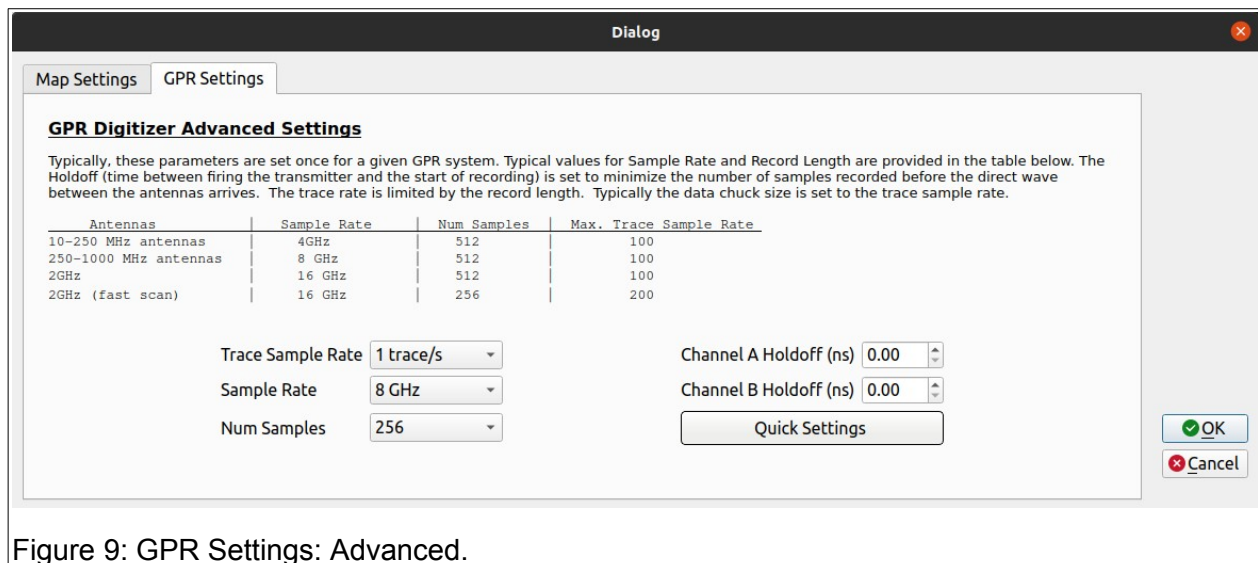 Dialog
Map Settings
GPR Settings
GPR Digitizer Advanced Settings
Typically, these parameters are set once for a given GPR system. Typical values for Sample Rate and Record Length are provided in the table below. The
Holdoff (time between firing the transmitter and the start of recording) is set to minimize the number of samples recorded before the direct wave
between the antennas arrives. The trace rate is limited by the record length. Typically the data chuck size is set to the trace sample rate.
Antennas | Sample Rate | Num Samples | Max. Trace Sample Rate
10-250 MHz antennas | 4GHz | 512 | 100
250-1000 MHz antennas | 8 GHz | 512 | 100
2GHz | 16 GHz | 512 | 100
2GHz (fast scan) | 16 GHz | 256 | 200
Trace Sample Rate 1 trace/s
Channel A Holdoff (ns) 0.00
Sample Rate 8 GHz
Channel B Holdoff (ns) 0.00
Num Samples 256
Quick Settings
OK
Cancel
Figure 9: GPR Settings: Advanced.